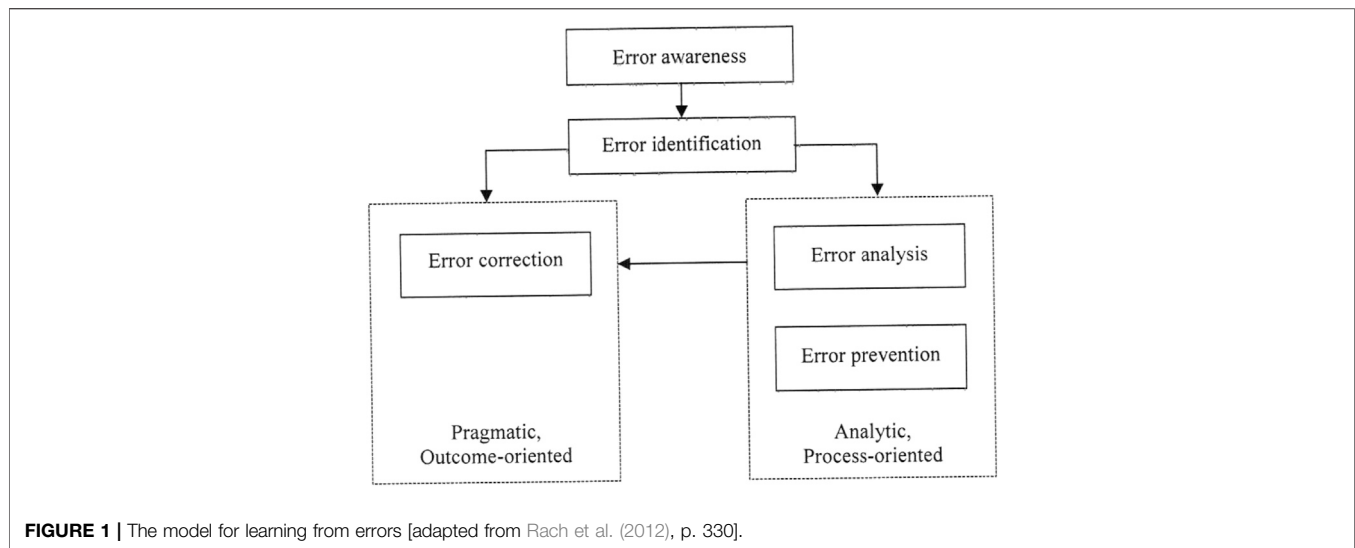 Error awareness
Error identification
Error correction
Pragmatic,
Outcome-oriented
Error analysis
Error prevention
Analytic,
Process-oriented
FIGURE 1 | The model for learning from errors [adapted from Rach et al. (2012), p. 330].